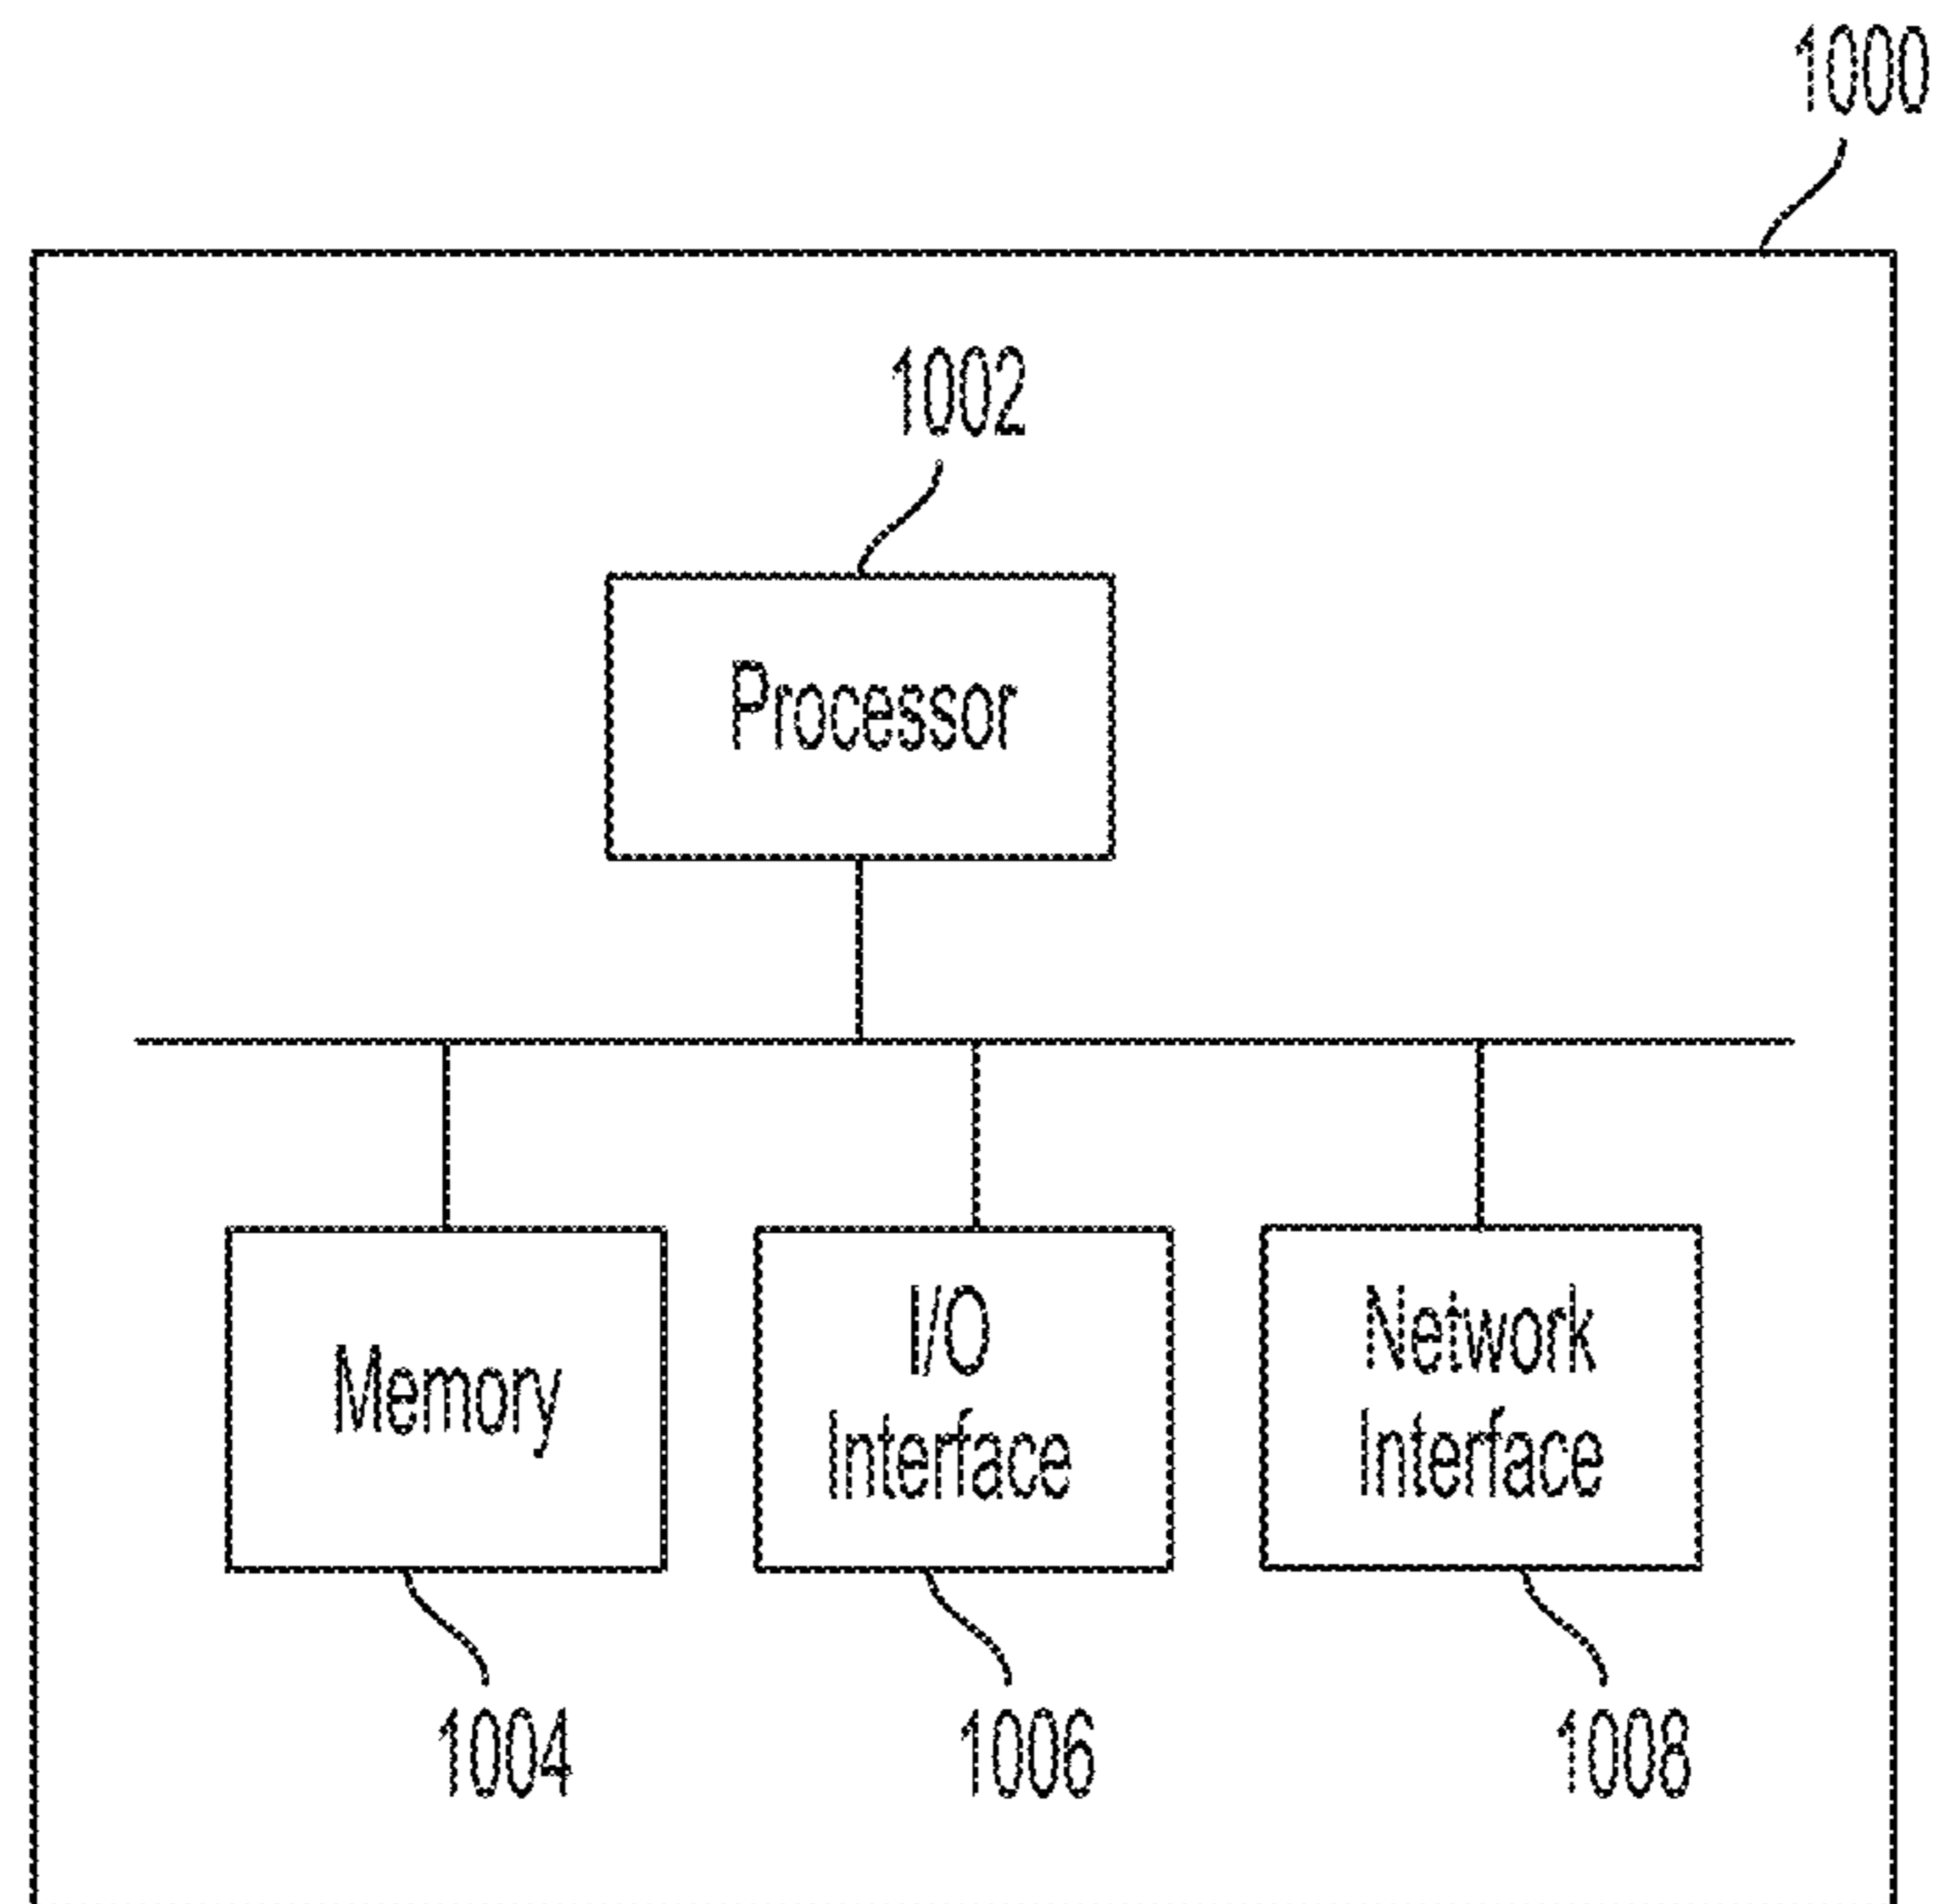 1000
1002
Processor
Memory
I/O
Interface
Network
Interface
1004
1006
1008